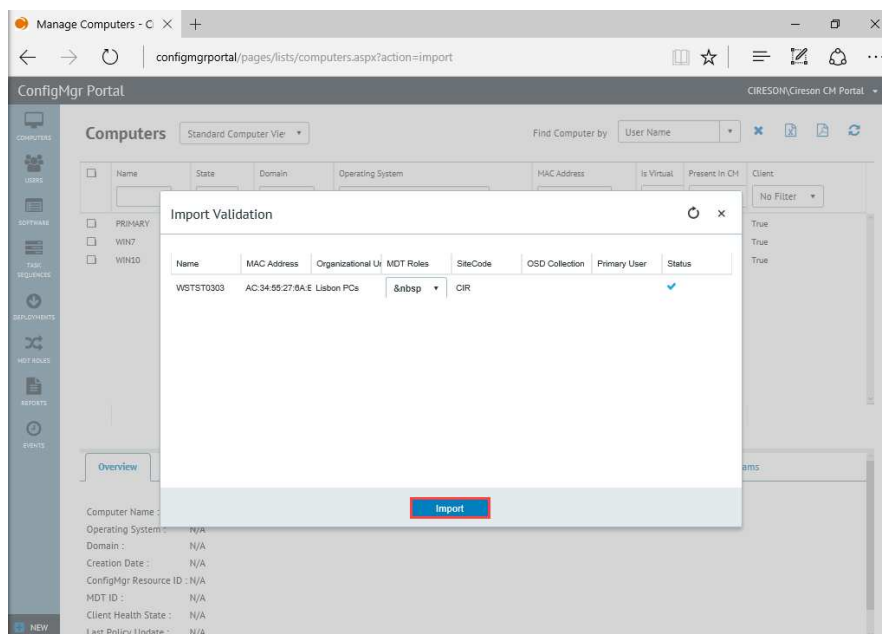 Manage Computers - Ci
configmgrportal/pages/lists/computers.aspx?action=import
ConfigMgr Portal
CIRESON\Cireson CM Portal
COMPUTERS
USERS
SOFTWARE
TASK SEQUENCES
DEPLOYMENTS
MDT ROLES
REPORTS
EVENTS
NEW
Computers
Standard Computer Vie
Find Computer by
User Name
Name State Domain Operating System MAC Address Is Virtual Present In CM Client
No Filter
PRIMARY True
WIN7 True
WIN10 True
Import Validation
Name MAC Address Organizational Ur MDT Roles SiteCode OSD Collection Primary User Status
WSTST0303 Lisbon PCs &nbsp CIR
Import
Overview
ams
Computer Name :
Operating System : N/A
Domain : N/A
Creation Date : N/A
ConfigMgr Resource ID : N/A
MDT ID : N/A
Client Health State : N/A
Last Policy Update : N/A